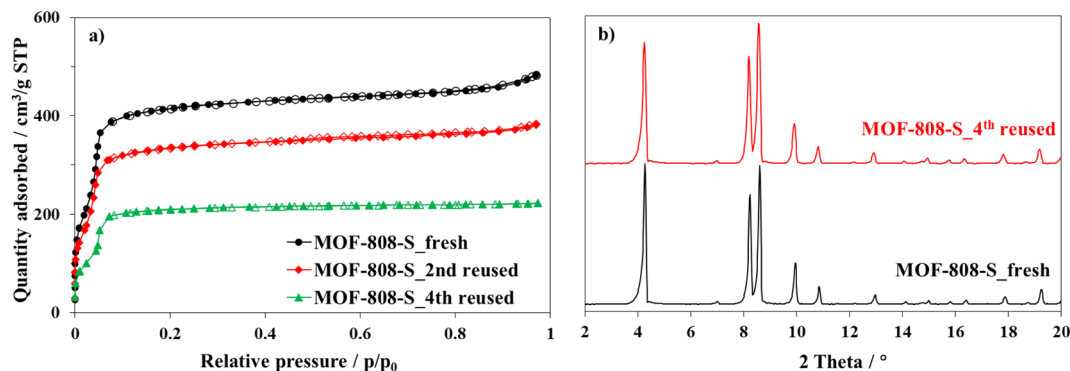 a)
600
400
200
0
Quantity adsorbed / cm³/g STP
MOF-808-S_fresh
MOF-808-S_2nd reused
MOF-808-S_4th reused
0 0.2 0.4 0.6 0.8 1
Relative pressure / p/p₀
b)
MOF-808-S_4ᵗʰ reused
MOF-808-S_fresh
2 4 6 8 10 12 14 16 18 20
2 Theta / °